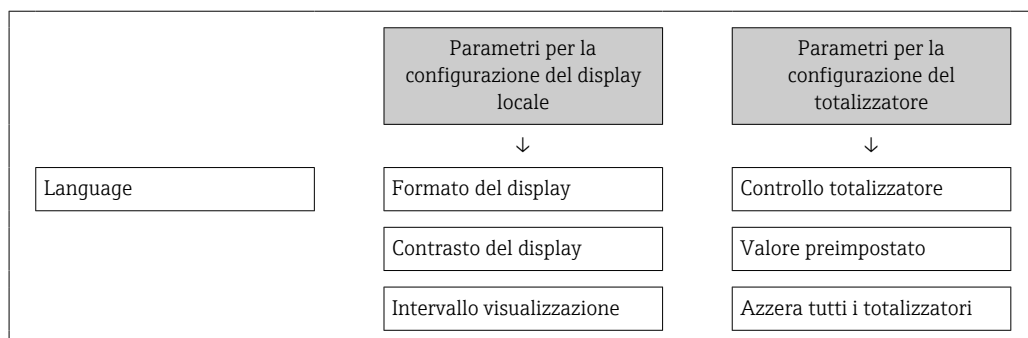 Parametri per la
configurazione del display
locale
Parametri per la
configurazione del
totalizzatore
↓ ↓
Language Formato del display Controllo totalizzatore
Contrasto del display Valore preimpostato
Intervallo visualizzazione Azzera tutti i totalizzatori